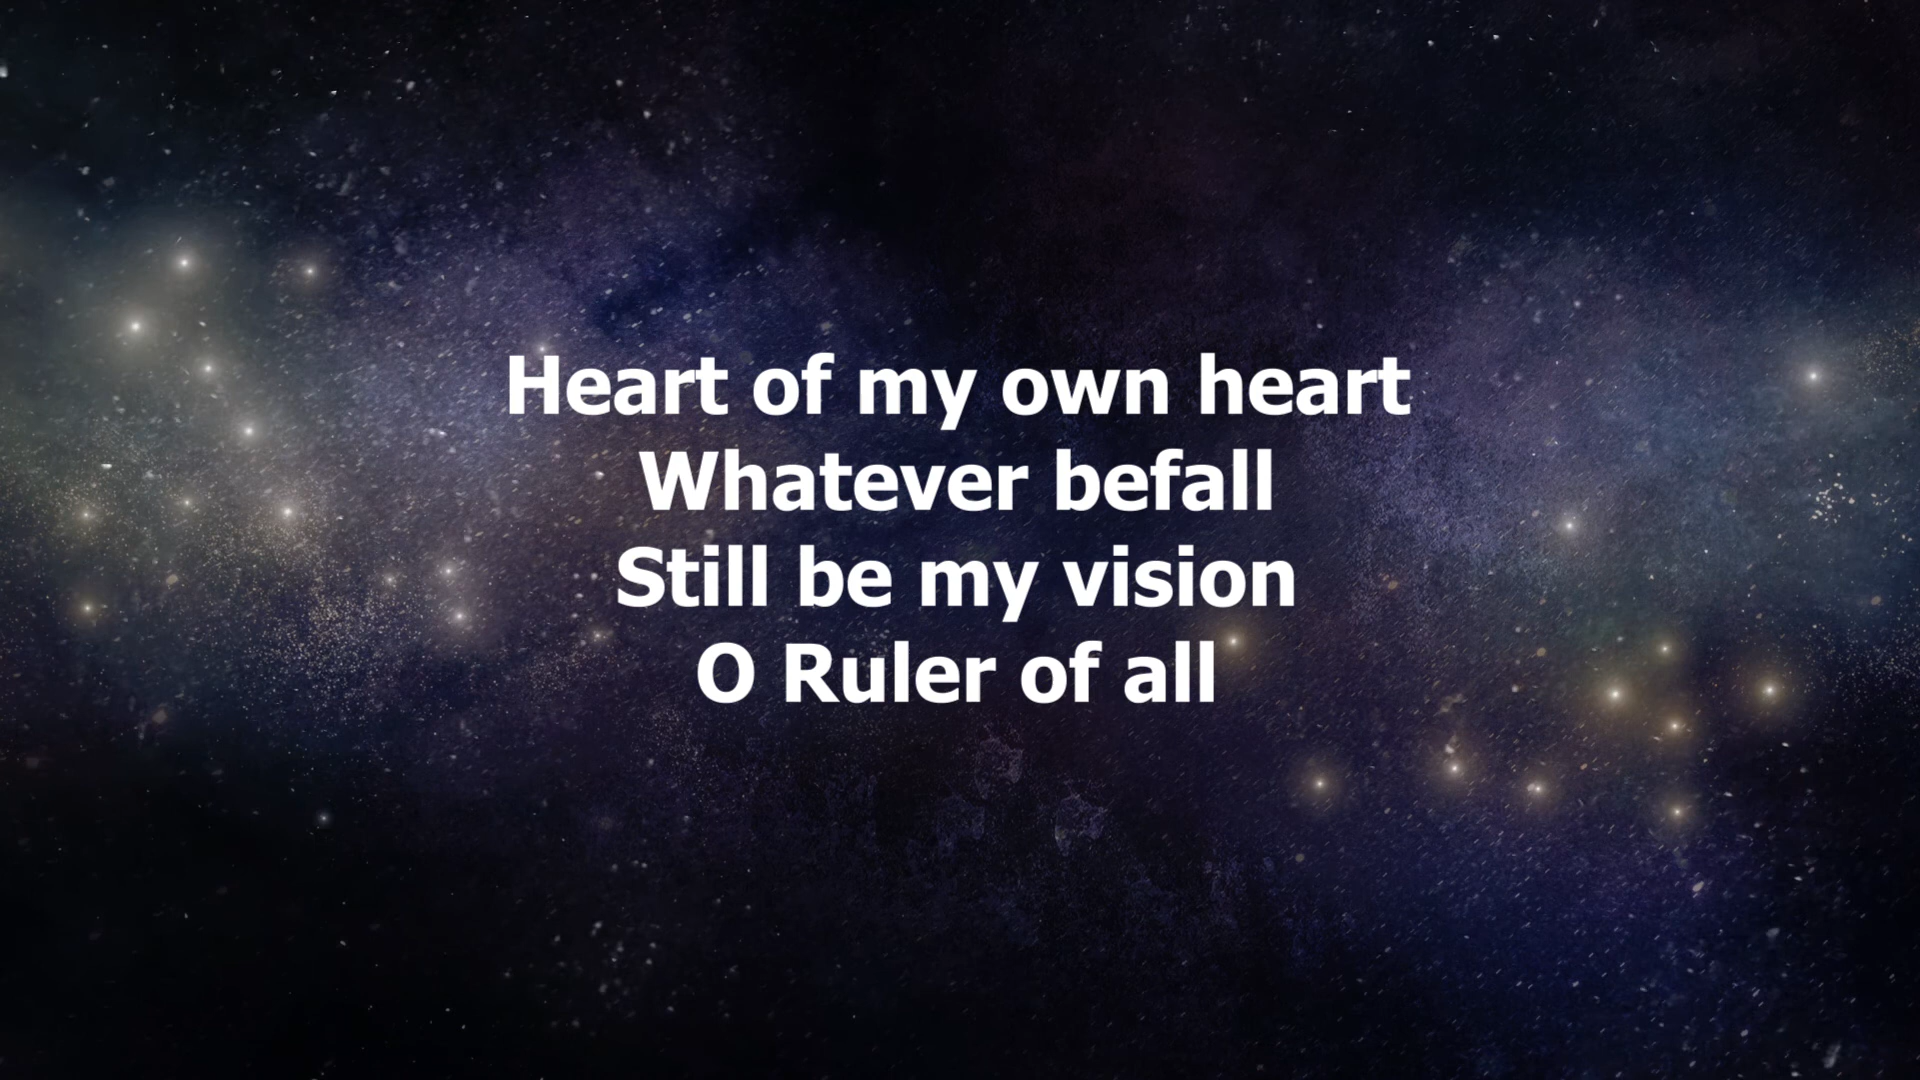 Heart of my own heart
Whatever befall
Still be my vision
O Ruler of all